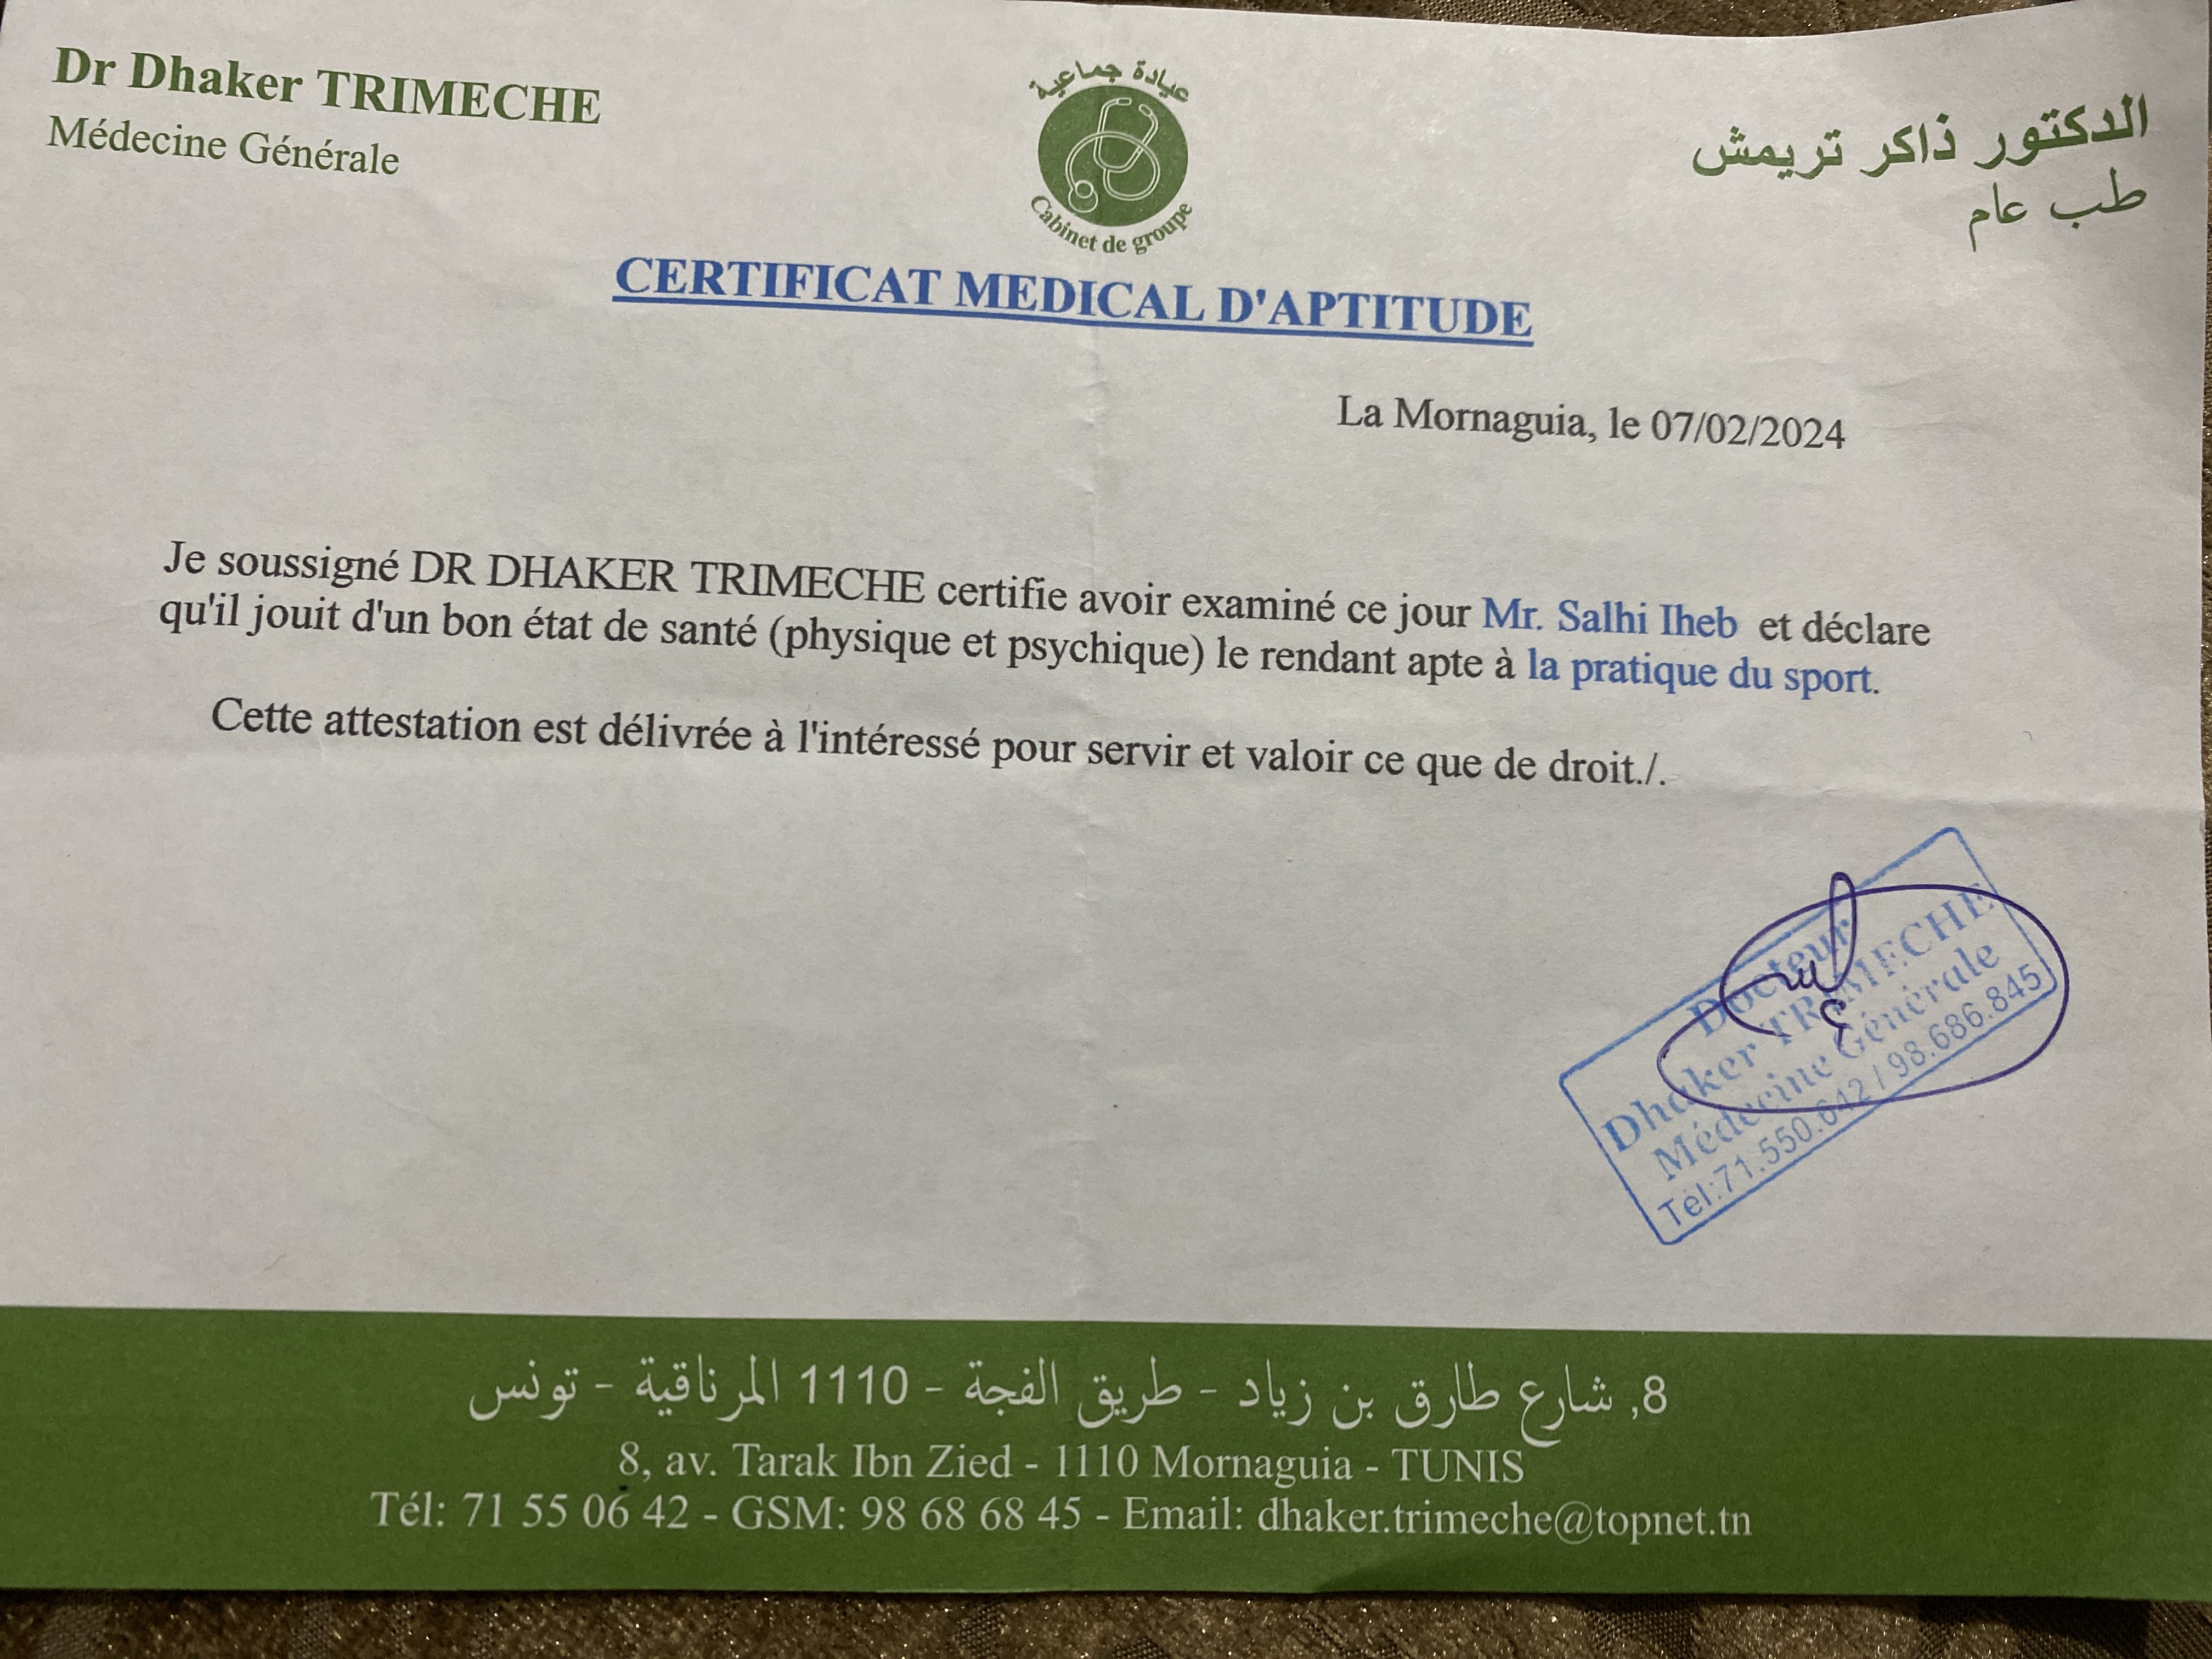 Dr Dhaker TRIMECHE
Médecine Générale
عيادة جماعية
Cabinet de groupe
الدكتور ذاكر تريمش
طب عام
CERTIFICAT MEDICAL D'APTITUDE
La Mornaguia, le 07/02/2024
Je soussigné DR DHAKER TRIMECHE certifie avoir examiné ce jour Mr. Salhi Iheb et déclare
qu'il jouit d'un bon état de santé (physique et psychique) le rendant apte à la pratique du sport.
Cette attestation est délivrée à l'intéressé pour servir et valoir ce que de droit./.
Docteur
Dhaker TRIMECHE
Médecine Générale
Tél:71.550.642 / 98.686.845
8, شارع طارق بن زياد - طريق الفجة - 1110 المرناقية - تونس
8, av. Tarak Ibn Zied - 1110 Mornaguia - TUNIS
Tél: 71 55 06 42 - GSM: 98 68 68 45 - Email: dhaker.trimeche@topnet.tn